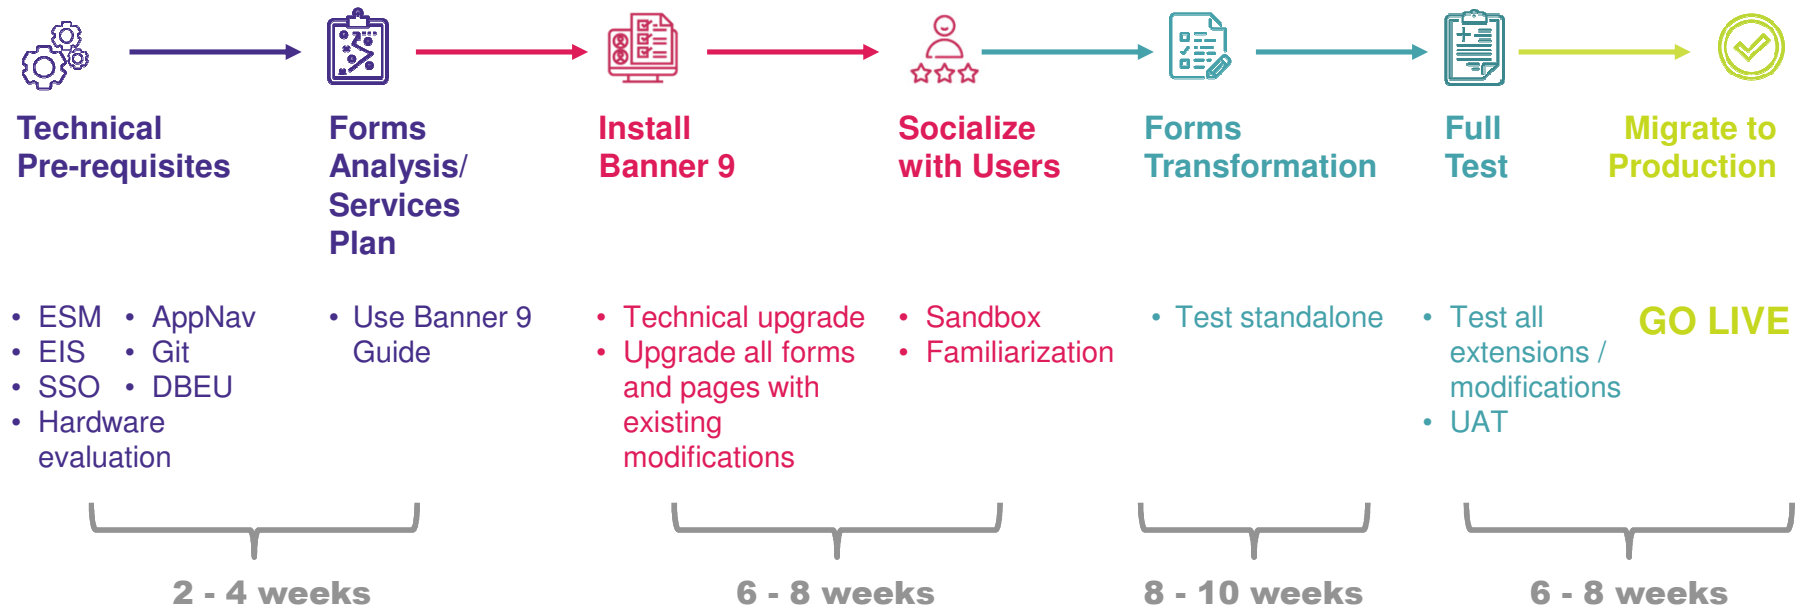 Technical
Pre-requisites
Forms
Analysis/
Services
Plan
Install
Banner 9
Socialize
with Users
Forms
Transformation
Full
Test
Migrate to
Production
• ESM • AppNav
• EIS • Git
• SSO • DBEU
• Hardware
evaluation
• Use Banner 9
Guide
• Technical upgrade
• Upgrade all forms
and pages with
existing
modifications
• Sandbox
• Familiarization
• Test standalone
• Test all
extensions /
modifications
• UAT
GO LIVE
2 - 4 weeks
6 - 8 weeks
8 - 10 weeks
6 - 8 weeks